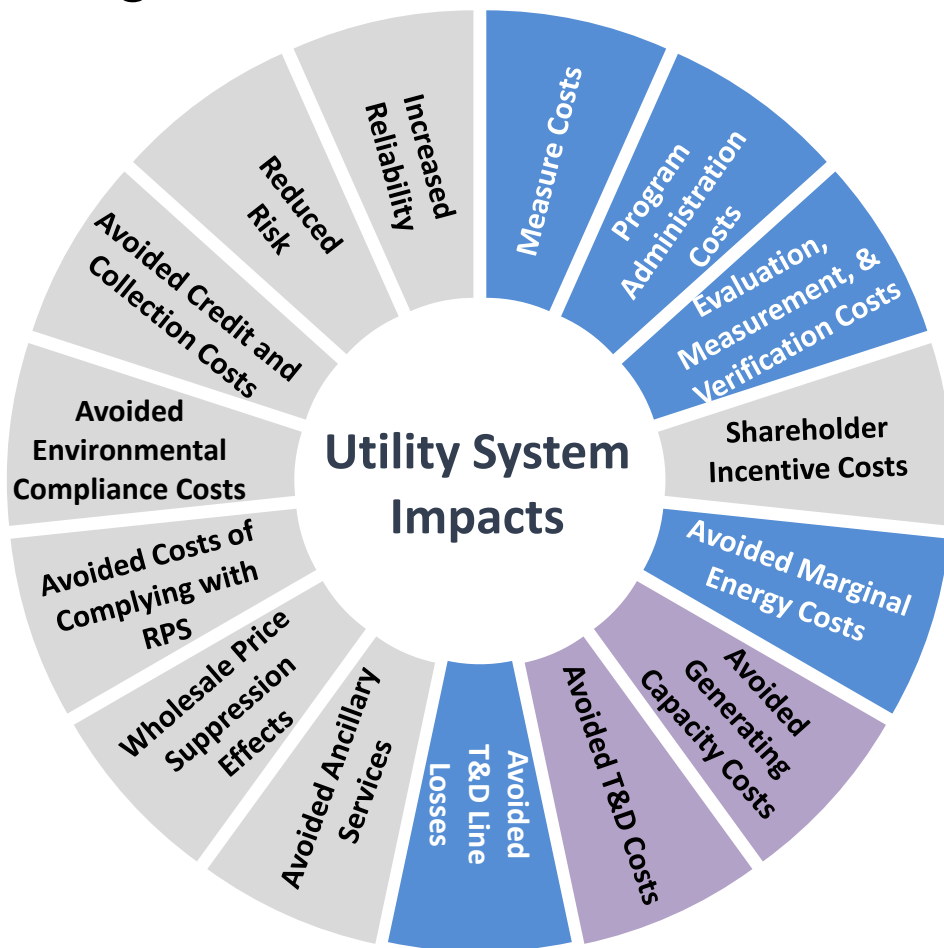 Utility System
Impacts
Measure Costs
Program
Administration
Costs
Evaluation,
Measurement, &
Verification Costs
Shareholder
Incentive Costs
Avoided Marginal
Energy Costs
Avoided
Generating
Capacity Costs
Avoided T&D Costs
Avoided
T&D Line
Losses
Avoided Ancillary
Services
Wholesale Price
Suppression
Effects
Avoided Costs of
Complying with
RPS
Avoided
Environmental
Compliance Costs
Avoided Credit and
Collection Costs
Reduced
Risk
Increased
Reliability